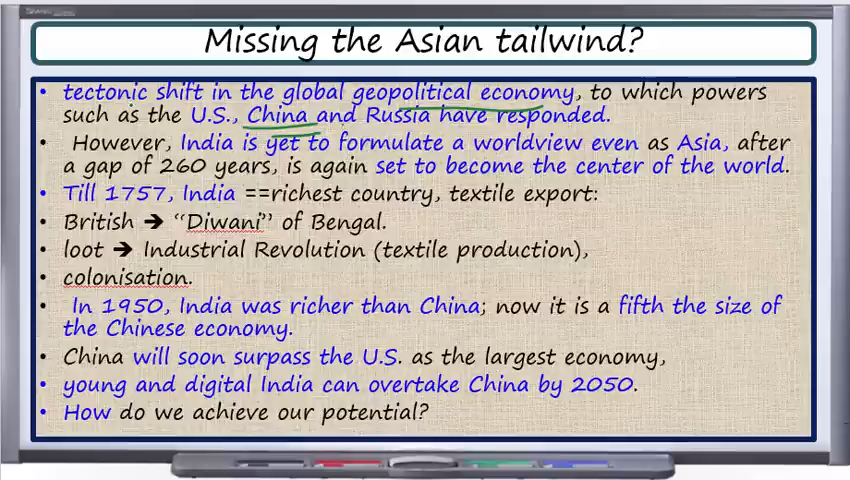 Missing the Asian tailwind?
• tectonic shift in the global geopolitical economy, to which powers
such as the U.S., China and Russia have responded.
• However, India is yet to formulate a worldview even as Asia, after
a gap of 260 years, is again set to become the center of the world.
• Till 1757, India ==richest country, textile export:
• British ➔ “Diwani” of Bengal.
• loot ➔ Industrial Revolution (textile production),
• colonisation.
• In 1950, India was richer than China; now it is a fifth the size of
the Chinese economy.
• China will soon surpass the U.S. as the largest economy,
• young and digital India can overtake China by 2050.
• How do we achieve our potential?